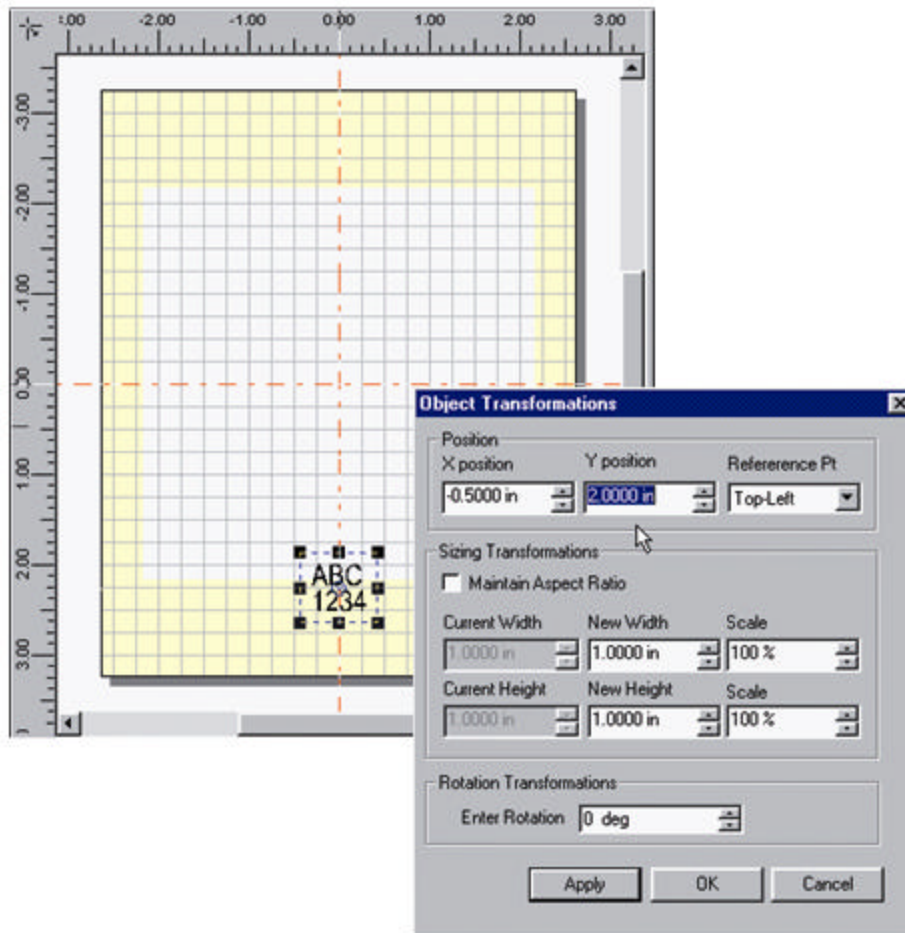 :.00 -2.00 -1.00 0.00 1.00 2.00 3.00
-3.00
-2.00
-1.00
0.00
1.00
2.00
3.00
ABC
1234
Object Transformations
Position
X position Y position Refererence Pt
-0.5000 in 2.0000 in Top-Left
Sizing Transformations
Maintain Aspect Ratio
Current Width New Width Scale
1.0000 in 1.0000 in 100 %
Current Height New Height Scale
1.0000 in 1.0000 in 100 %
Rotation Transformations
Enter Rotation 0 deg
Apply OK Cancel